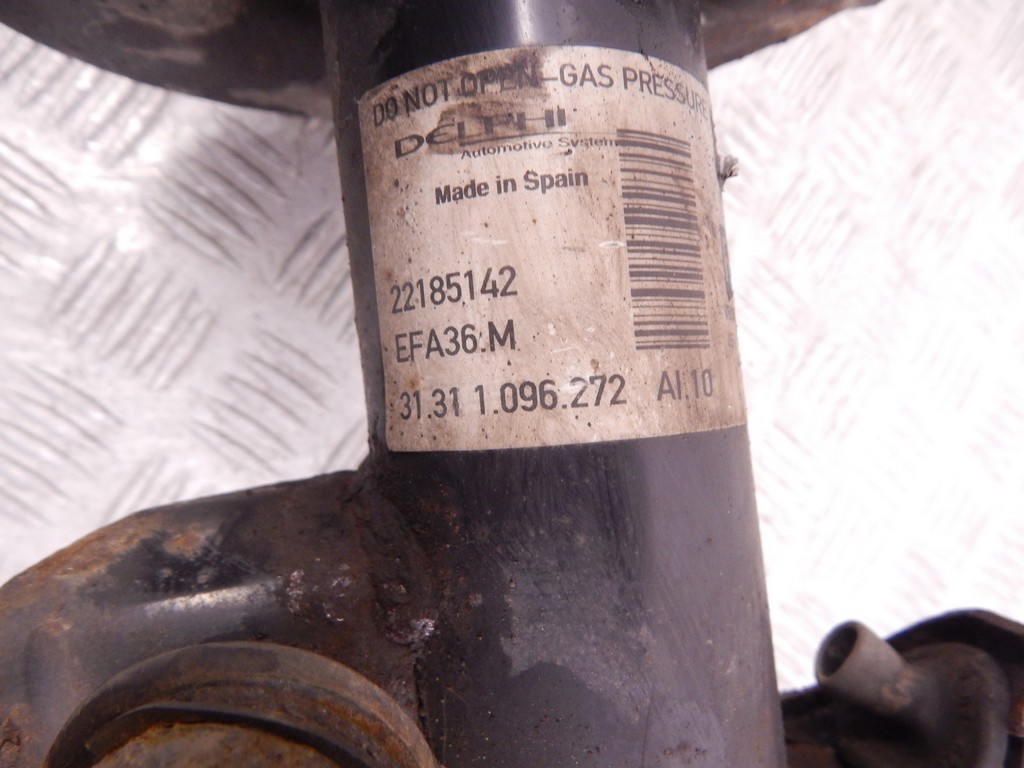 DO NOT OPEN-GAS PRESSURE
DELPHI
Automotive System
Made in Spain
22185142
EFA36.M
31.31 1.096.272 AI.10